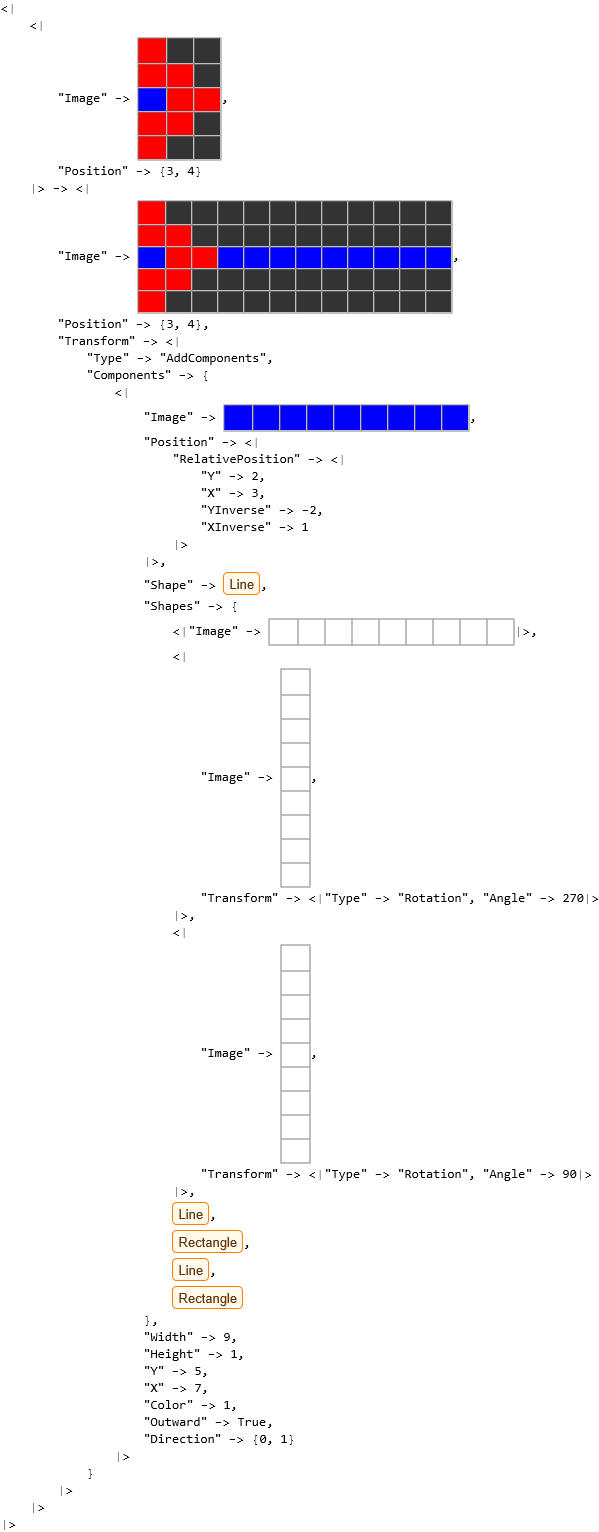 <|
<|
"Image" -> ,
"Position" -> {3, 4}
|> -> <|
"Image" -> ,
"Position" -> {3, 4},
"Transform" -> <|
"Type" -> "AddComponents",
"Components" -> {
<|
"Image" -> ,
"Position" -> <|
"RelativePosition" -> <|
"Y" -> 2,
"X" -> 3,
"YInverse" -> -2,
"XInverse" -> 1
|>
|>,
"Shape" -> Line,
"Shapes" -> {
<|"Image" -> |>,
<|
"Image" -> ,
"Transform" -> <|"Type" -> "Rotation", "Angle" -> 270|>
|>,
<|
"Image" -> ,
"Transform" -> <|"Type" -> "Rotation", "Angle" -> 90|>
|>,
Line,
Rectangle,
Line,
Rectangle
},
"Width" -> 9,
"Height" -> 1,
"Y" -> 5,
"X" -> 7,
"Color" -> 1,
"Outward" -> True,
"Direction" -> {0, 1}
|>
}
|>
|>
|>